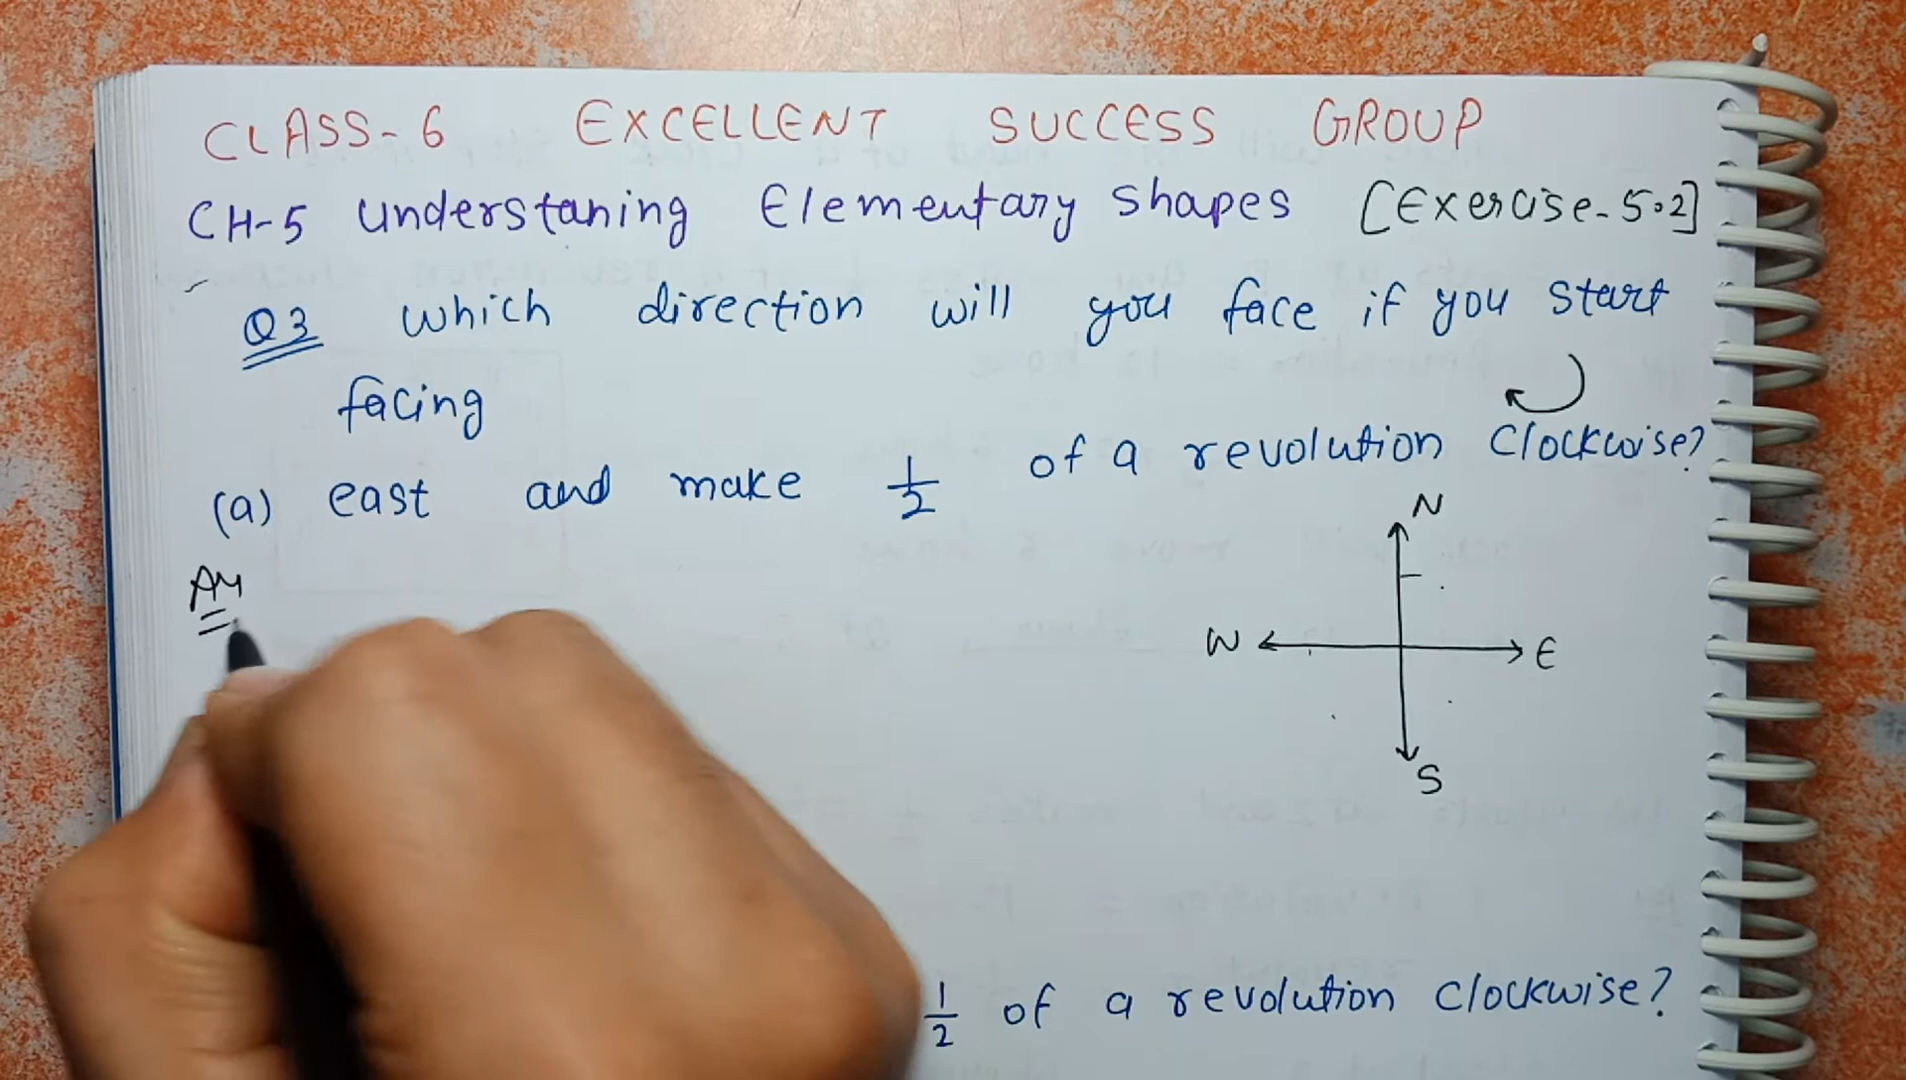 CLASS-6 EXCELLENT SUCCESS GROUP
CH-5 Understaning Elementary shapes [Exercise-5.2]
Q3 which direction will you face if you start
facing
(a) east and make 1/2 of a revolution clockwise?
N
W E
S
1/2 of a revolution clockwise?